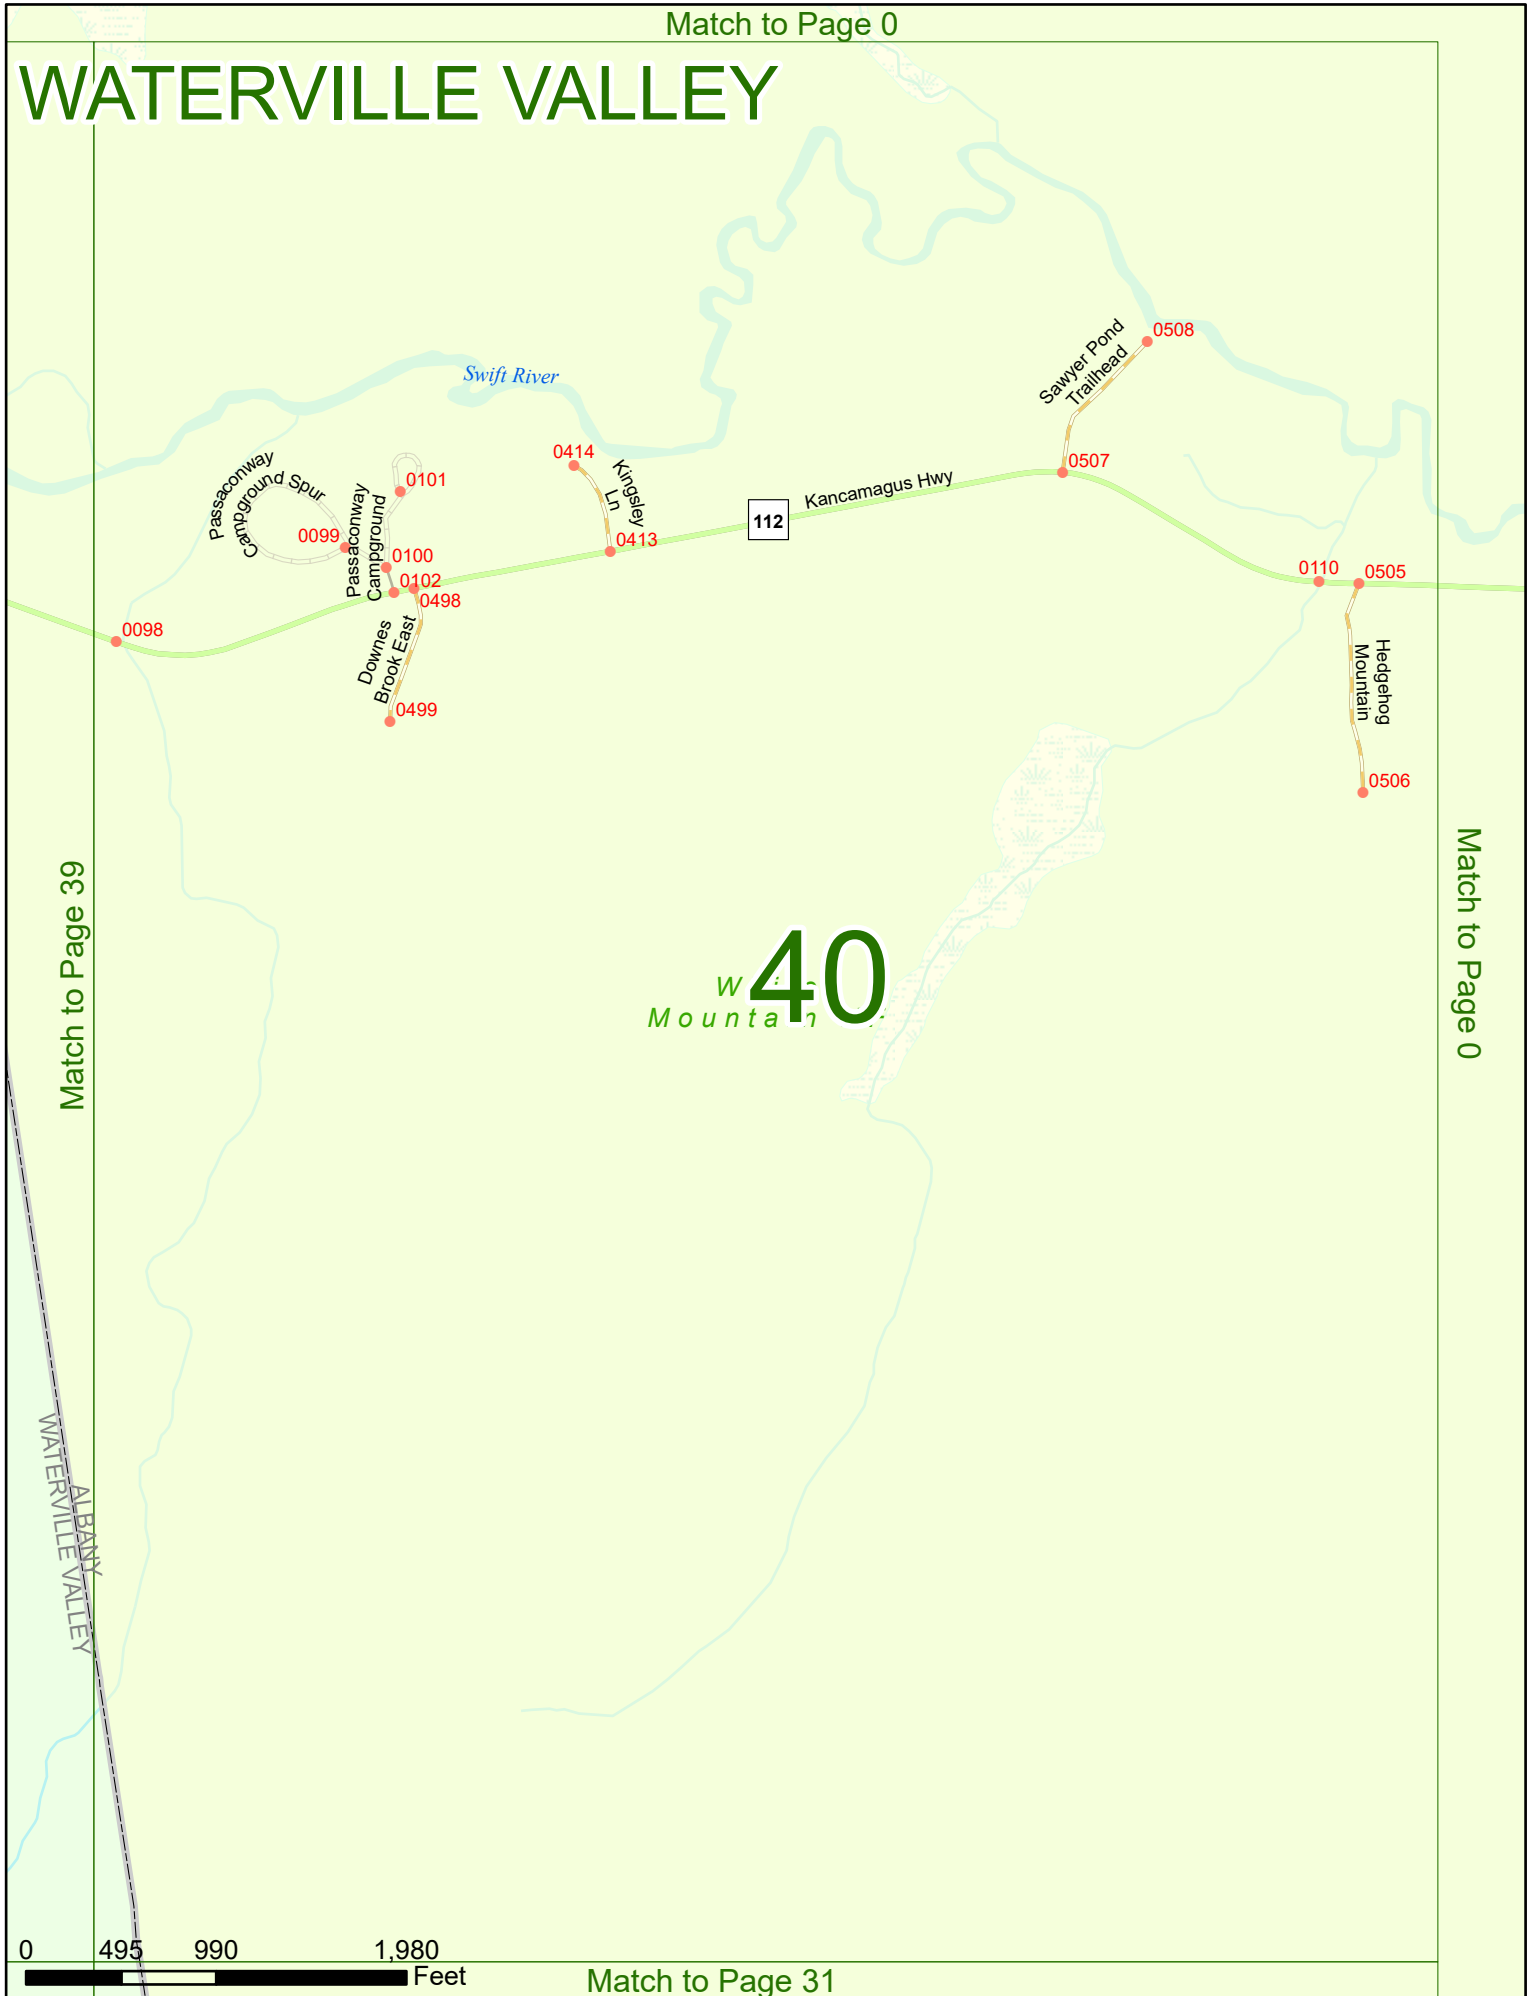 Match to Page 0
WATERVILLE VALLEY
Swift River
Sawyer Pond
Trailhead
0508
0507
Passaconway
Campground Spur
0099
Passaconway
Campground
0101
0100
0102
0498
0414
Kingsley
Ln
0413
112
Kancamagus Hwy
0110
0505
0098
Downes
Brook East
0499
Hedgehog
Mountain
0506
Match to Page 39
Match to Page 0
40
ALBANY
WATERVILLE VALLEY
0 495 990 1,980
Feet
Match to Page 31